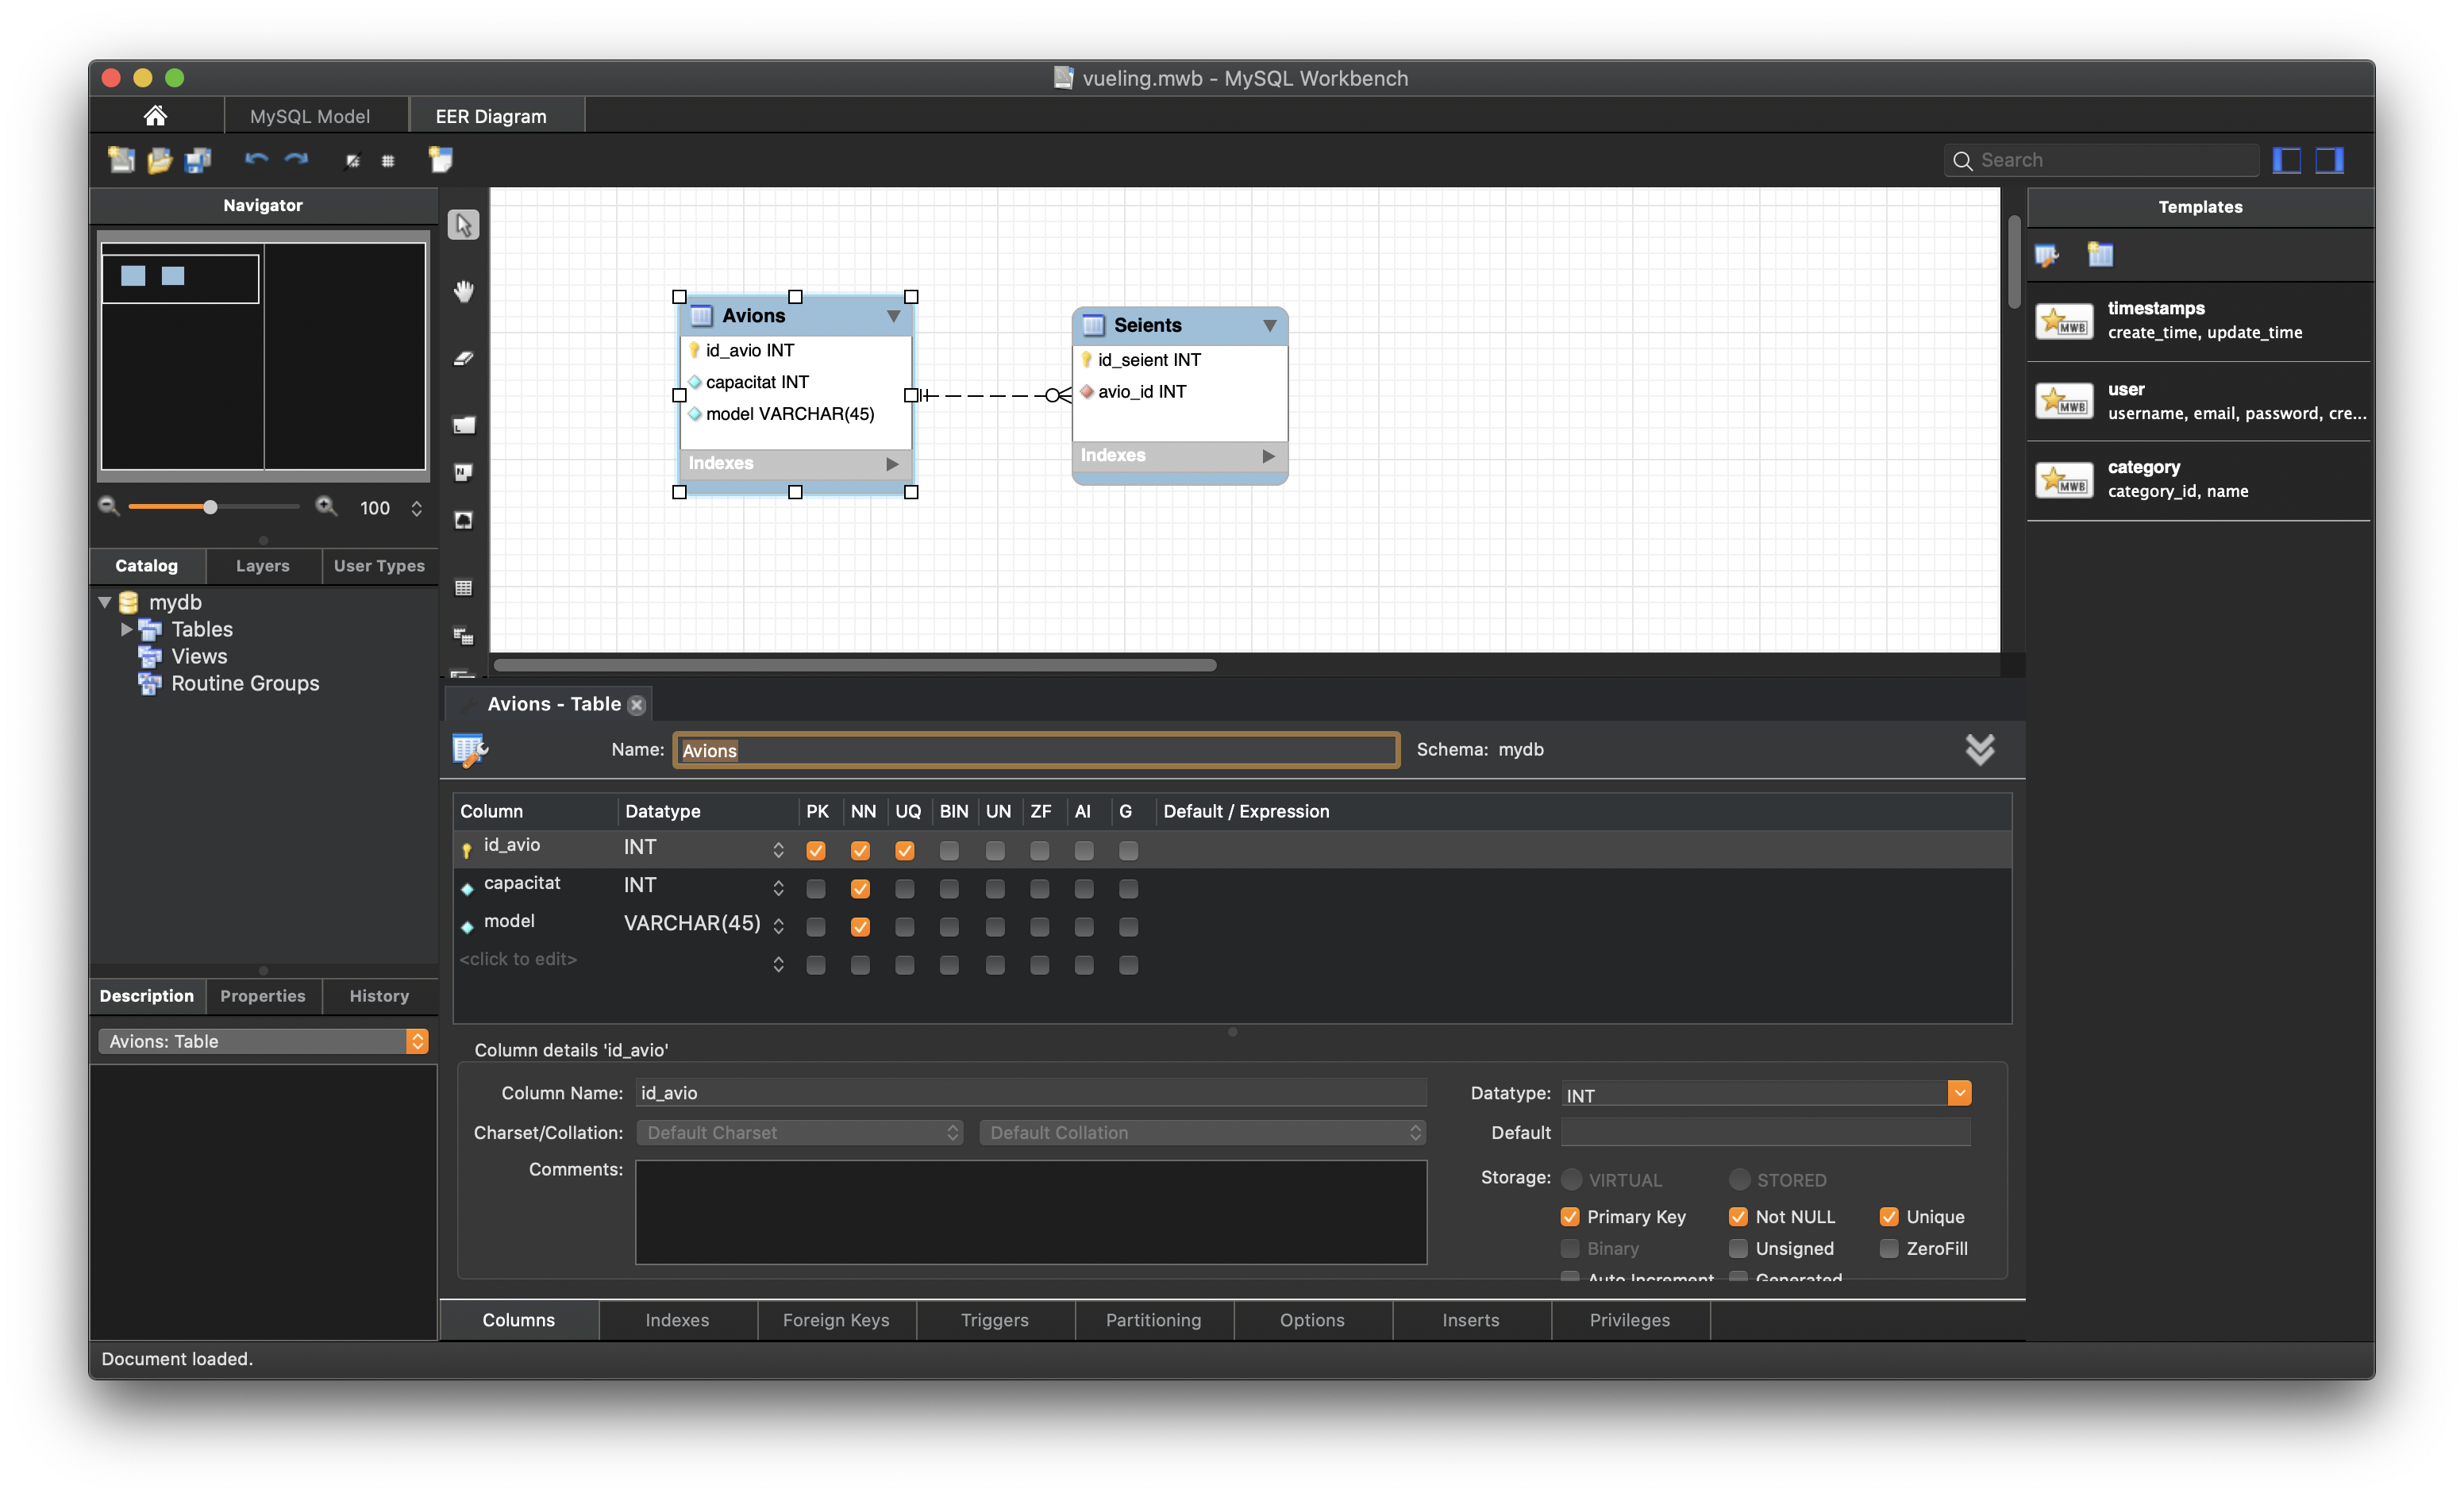 vueling.mwb - MySQL Workbench
MySQL Model
EER Diagram
Search
Navigator
100
Catalog
Layers
User Types
mydb
Tables
Views
Routine Groups
Description
Properties
History
Avions: Table
Avions
id_avio INT
capacitat INT
model VARCHAR(45)
Indexes
Seients
id_seient INT
avio_id INT
Indexes
Templates
MWB
timestamps
create_time, update_time
MWB
user
username, email, password, cre...
MWB
category
category_id, name
Avions - Table
Name: Avions
Schema: mydb
Column Datatype PK NN UQ BIN UN ZF AI G Default / Expression
id_avio INT
capacitat INT
model VARCHAR(45)
<click to edit>
Column details 'id_avio'
Column Name: id_avio
Datatype: INT
Charset/Collation: Default Charset Default Collation
Default
Comments:
Storage: VIRTUAL STORED
Primary Key Not NULL Unique
Binary Unsigned ZeroFill
Auto Increment Generated
Columns Indexes Foreign Keys Triggers Partitioning Options Inserts Privileges
Document loaded.